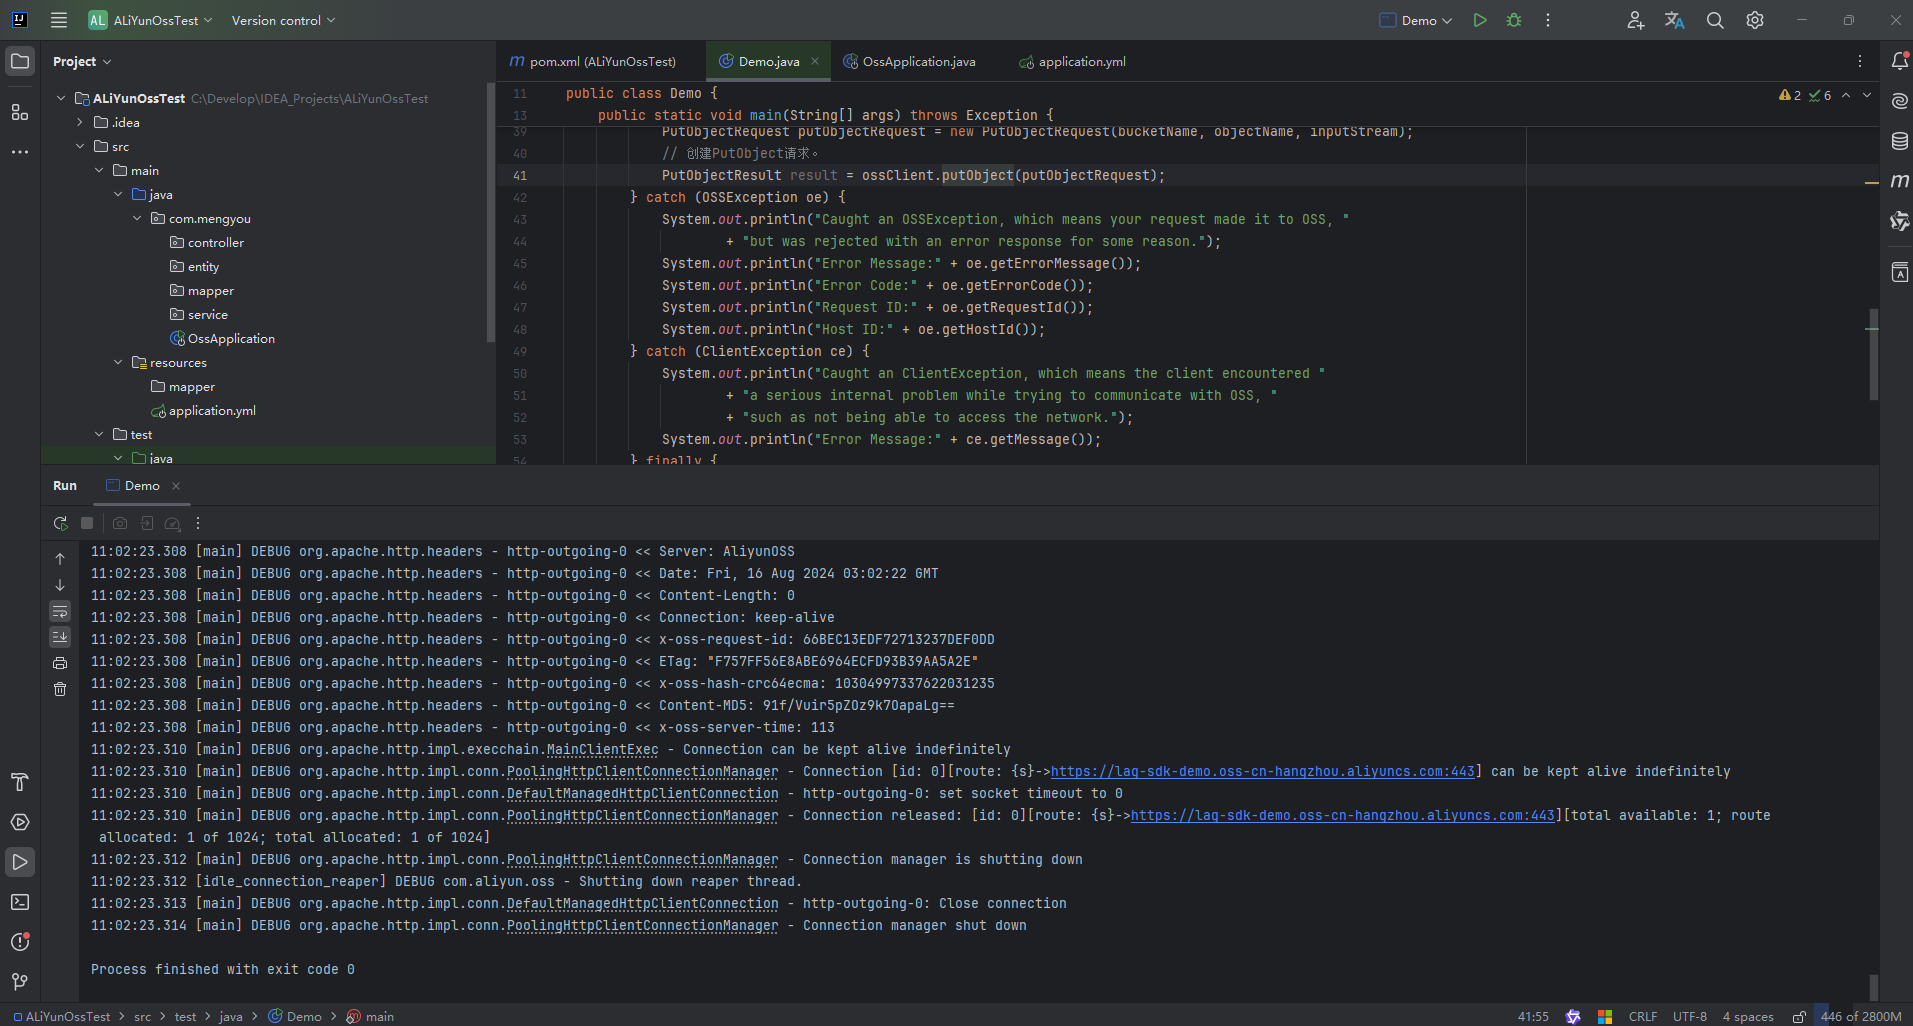 AL ALiYunOssTest Version control Demo
Project
ALiYunOssTest C:\Develop\IDEA_Projects\ALiYunOssTest
.idea
src
main
java
com.mengyou
controller
entity
mapper
service
OssApplication
resources
mapper
application.yml
test
java
pom.xml (ALiYunOssTest) Demo.java OssApplication.java application.yml
2 6
11 public class Demo {
13 public static void main(String[] args) throws Exception {
39 PutObjectRequest putObjectRequest = new PutObjectRequest(bucketName, objectName, inputStream);
40 // 创建PutObject请求。
41 PutObjectResult result = ossClient.putObject(putObjectRequest);
42 } catch (OSSException oe) {
43 System.out.println("Caught an OSSException, which means your request made it to OSS, "
44 + "but was rejected with an error response for some reason.");
45 System.out.println("Error Message:" + oe.getErrorMessage());
46 System.out.println("Error Code:" + oe.getErrorCode());
47 System.out.println("Request ID:" + oe.getRequestId());
48 System.out.println("Host ID:" + oe.getHostId());
49 } catch (ClientException ce) {
50 System.out.println("Caught an ClientException, which means the client encountered "
51 + "a serious internal problem while trying to communicate with OSS, "
52 + "such as not being able to access the network.");
53 System.out.println("Error Message:" + ce.getMessage());
54 } finally {
Run Demo
11:02:23.308 [main] DEBUG org.apache.http.headers - http-outgoing-0 << Server: AliyunOSS
11:02:23.308 [main] DEBUG org.apache.http.headers - http-outgoing-0 << Date: Fri, 16 Aug 2024 03:02:22 GMT
11:02:23.308 [main] DEBUG org.apache.http.headers - http-outgoing-0 << Content-Length: 0
11:02:23.308 [main] DEBUG org.apache.http.headers - http-outgoing-0 << Connection: keep-alive
11:02:23.308 [main] DEBUG org.apache.http.headers - http-outgoing-0 << x-oss-request-id: 66BEC13EDF72713237DEF0DD
11:02:23.308 [main] DEBUG org.apache.http.headers - http-outgoing-0 << ETag: "F757FF56E8ABE6964ECFD93B39AA5A2E"
11:02:23.308 [main] DEBUG org.apache.http.headers - http-outgoing-0 << x-oss-hash-crc64ecma: 10304997337622031235
11:02:23.308 [main] DEBUG org.apache.http.headers - http-outgoing-0 << Content-MD5: 91f/Vuir5pZOz9k7OapaLg==
11:02:23.308 [main] DEBUG org.apache.http.headers - http-outgoing-0 << x-oss-server-time: 113
11:02:23.310 [main] DEBUG org.apache.http.impl.execchain.MainClientExec - Connection can be kept alive indefinitely
11:02:23.310 [main] DEBUG org.apache.http.impl.conn.PoolingHttpClientConnectionManager - Connection [id: 0][route: {s}->https://laq-sdk-demo.oss-cn-hangzhou.aliyuncs.com:443] can be kept alive indefinitely
11:02:23.310 [main] DEBUG org.apache.http.impl.conn.DefaultManagedHttpClientConnection - http-outgoing-0: set socket timeout to 0
11:02:23.310 [main] DEBUG org.apache.http.impl.conn.PoolingHttpClientConnectionManager - Connection released: [id: 0][route: {s}->https://laq-sdk-demo.oss-cn-hangzhou.aliyuncs.com:443][total available: 1; route
allocated: 1 of 1024; total allocated: 1 of 1024]
11:02:23.312 [main] DEBUG org.apache.http.impl.conn.PoolingHttpClientConnectionManager - Connection manager is shutting down
11:02:23.312 [idle_connection_reaper] DEBUG com.aliyun.oss - Shutting down reaper thread.
11:02:23.313 [main] DEBUG org.apache.http.impl.conn.DefaultManagedHttpClientConnection - http-outgoing-0: Close connection
11:02:23.314 [main] DEBUG org.apache.http.impl.conn.PoolingHttpClientConnectionManager - Connection manager shut down
Process finished with exit code 0
ALiYunOssTest > src > test > java > Demo > main 41:55 CRLF UTF-8 4 spaces 446 of 2800M